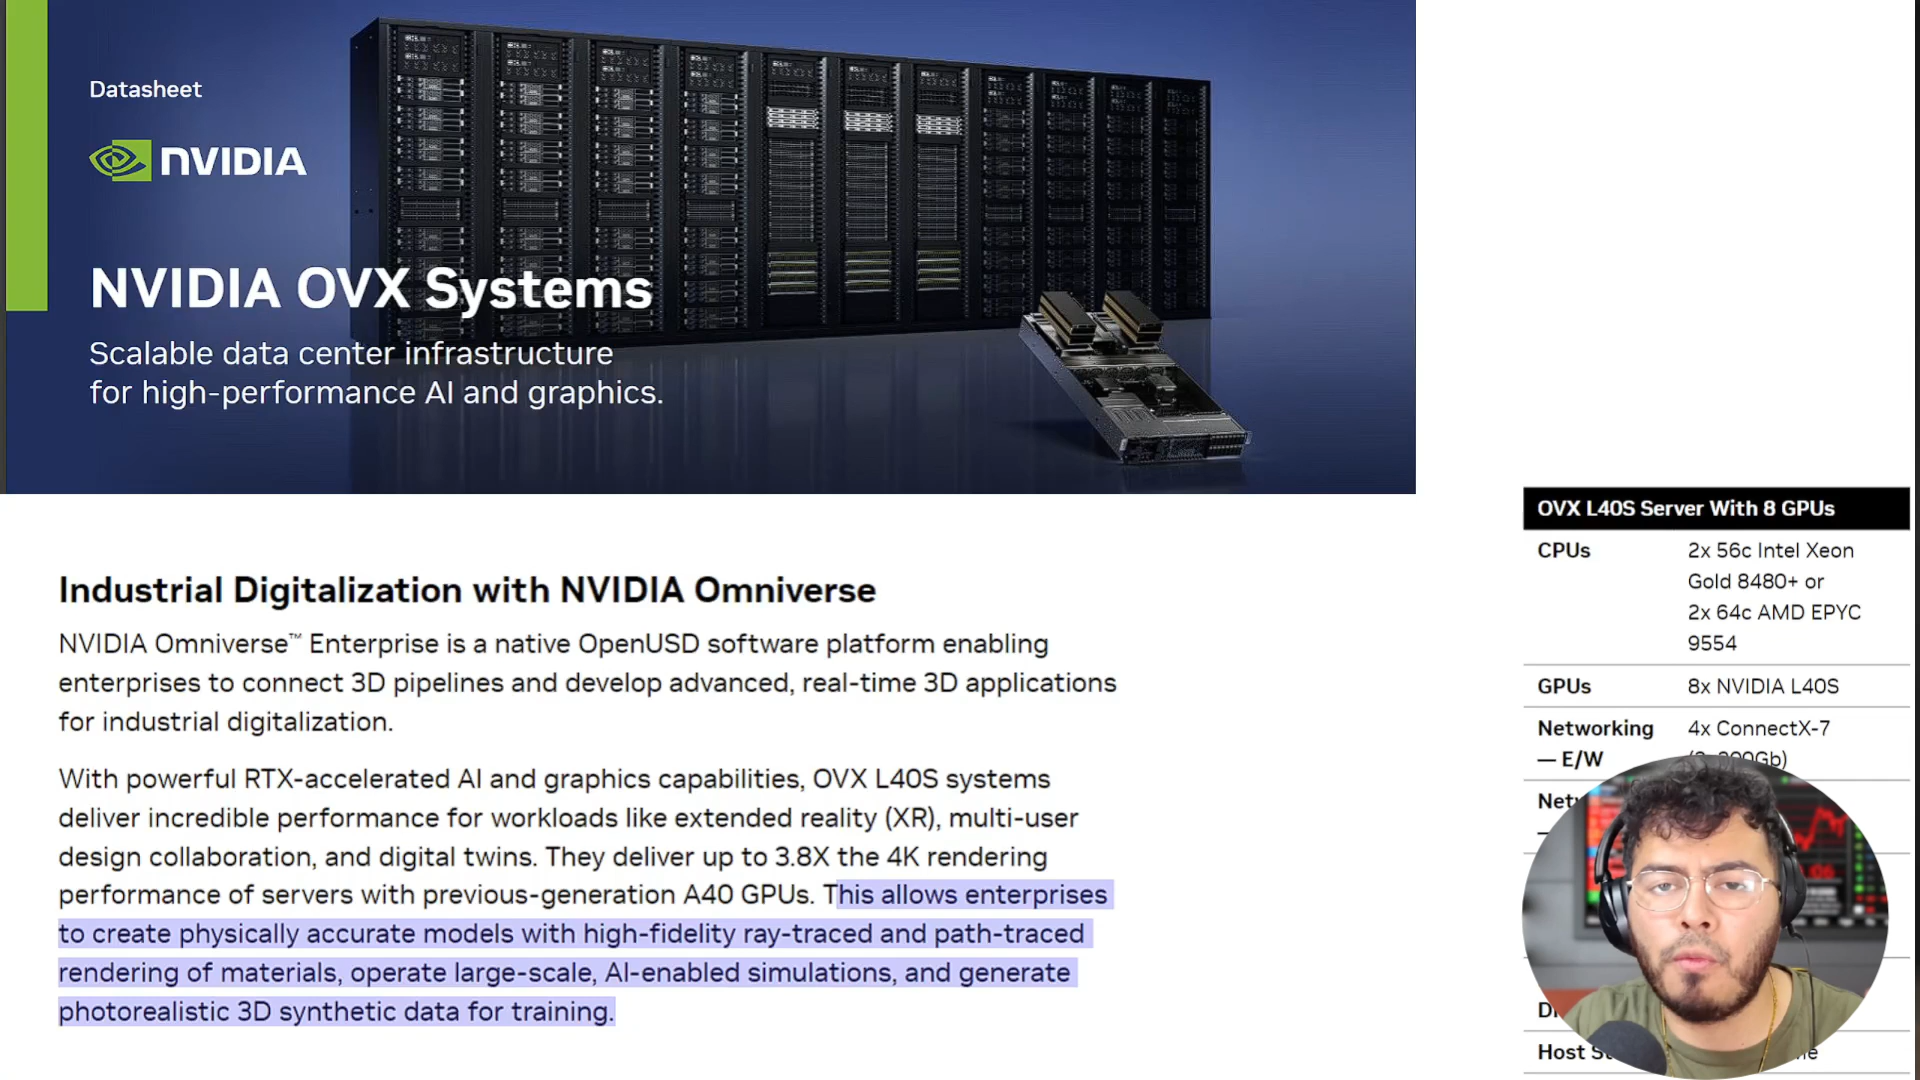 Datasheet
NVIDIA
NVIDIA OVX Systems
Scalable data center infrastructure
for high-performance AI and graphics.
Industrial Digitalization with NVIDIA Omniverse
NVIDIA Omniverse™ Enterprise is a native OpenUSD software platform enabling
enterprises to connect 3D pipelines and develop advanced, real-time 3D applications
for industrial digitalization.
With powerful RTX-accelerated AI and graphics capabilities, OVX L40S systems
deliver incredible performance for workloads like extended reality (XR), multi-user
design collaboration, and digital twins. They deliver up to 3.8X the 4K rendering
performance of servers with previous-generation A40 GPUs. This allows enterprises
to create physically accurate models with high-fidelity ray-traced and path-traced
rendering of materials, operate large-scale, AI-enabled simulations, and generate
photorealistic 3D synthetic data for training.
OVX L40S Server With 8 GPUs
CPUs 2x 56c Intel Xeon
Gold 8480+ or
2x 64c AMD EPYC
9554
GPUs 8x NVIDIA L40S
Networking 4x ConnectX-7
— E/W
Host